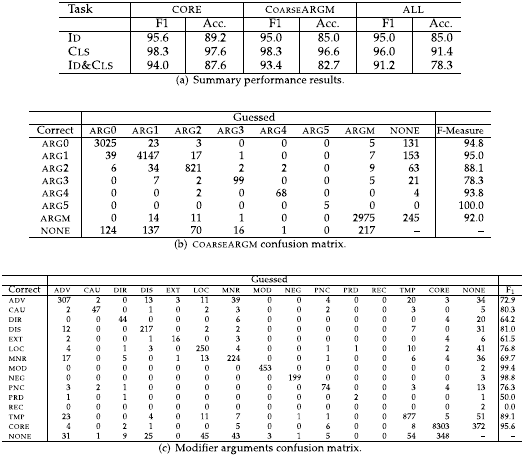 Task CORE COARSEARGM ALL
F1 Acc. F1 Acc. F1 Acc.
ID 95.6 89.2 95.0 85.0 95.0 85.0
CLS 98.3 97.6 98.3 96.6 96.0 91.4
ID&CLS 94.0 87.6 93.4 82.7 91.2 78.3
(a) Summary performance results.
Guessed
Correct ARG0 ARG1 ARG2 ARG3 ARG4 ARG5 ARGM NONE F-Measure
ARG0 3025 23 3 0 0 0 5 131 94.8
ARG1 39 4147 17 1 0 0 7 153 95.0
ARG2 6 34 821 2 2 0 9 63 88.1
ARG3 0 7 2 99 0 0 5 21 78.3
ARG4 0 0 2 0 68 0 0 4 93.8
ARG5 0 0 0 0 0 5 0 0 100.0
ARGM 0 14 11 1 0 0 2975 245 92.0
NONE 124 137 70 16 1 0 217 – –
(b) COARSEARGM confusion matrix.
Guessed
Correct ADV CAU DIR DIS EXT LOC MNR MOD NEG PNC PRD REC TMP CORE NONE F1
ADV 307 2 0 13 3 11 39 0 0 4 0 0 20 3 34 72.9
CAU 2 47 0 1 0 2 3 0 0 2 0 0 3 0 5 80.3
DIR 0 0 44 0 0 0 6 0 0 0 0 0 0 4 20 64.2
DIS 12 0 0 217 0 2 2 0 0 0 0 0 7 0 31 81.0
EXT 2 0 0 1 16 0 0 0 0 0 0 0 0 4 6 61.5
LOC 4 0 1 3 0 250 4 0 0 1 1 0 10 2 41 76.8
MNR 17 0 5 0 1 13 224 0 0 0 1 0 6 4 36 69.7
MOD 0 0 0 0 0 0 0 453 0 0 0 0 0 0 2 99.4
NEG 0 0 0 0 0 0 0 0 199 0 0 0 0 0 3 98.8
PNC 3 2 1 0 0 0 0 0 0 74 0 0 3 4 13 76.3
PRD 1 0 1 0 0 0 0 0 0 0 2 0 0 0 1 50.0
REC 0 0 0 0 0 0 0 0 0 0 0 0 0 0 2 0.0
TMP 23 0 0 4 0 11 7 0 1 1 0 0 877 5 51 89.1
CORE 4 0 2 1 0 5 5 0 0 6 0 0 8 8303 372 95.6
NONE 31 1 9 25 0 45 43 3 1 5 0 0 54 348 – –
(c) Modifier arguments confusion matrix.